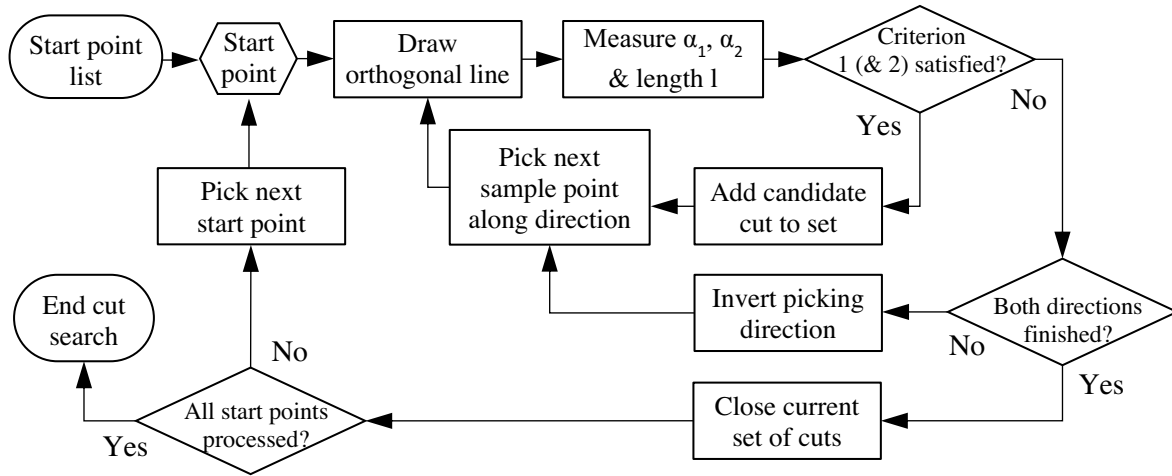 Start point
list
Start
point
Draw
orthogonal line
Measure α₁, α₂
& length l
Criterion
1 (& 2) satisfied?
Yes
No
Pick next
start point
Pick next
sample point
along direction
Add candidate
cut to set
End cut
search
Invert picking
direction
Both directions
finished?
No
No
Yes
All start points
processed?
Yes
Close current
set of cuts